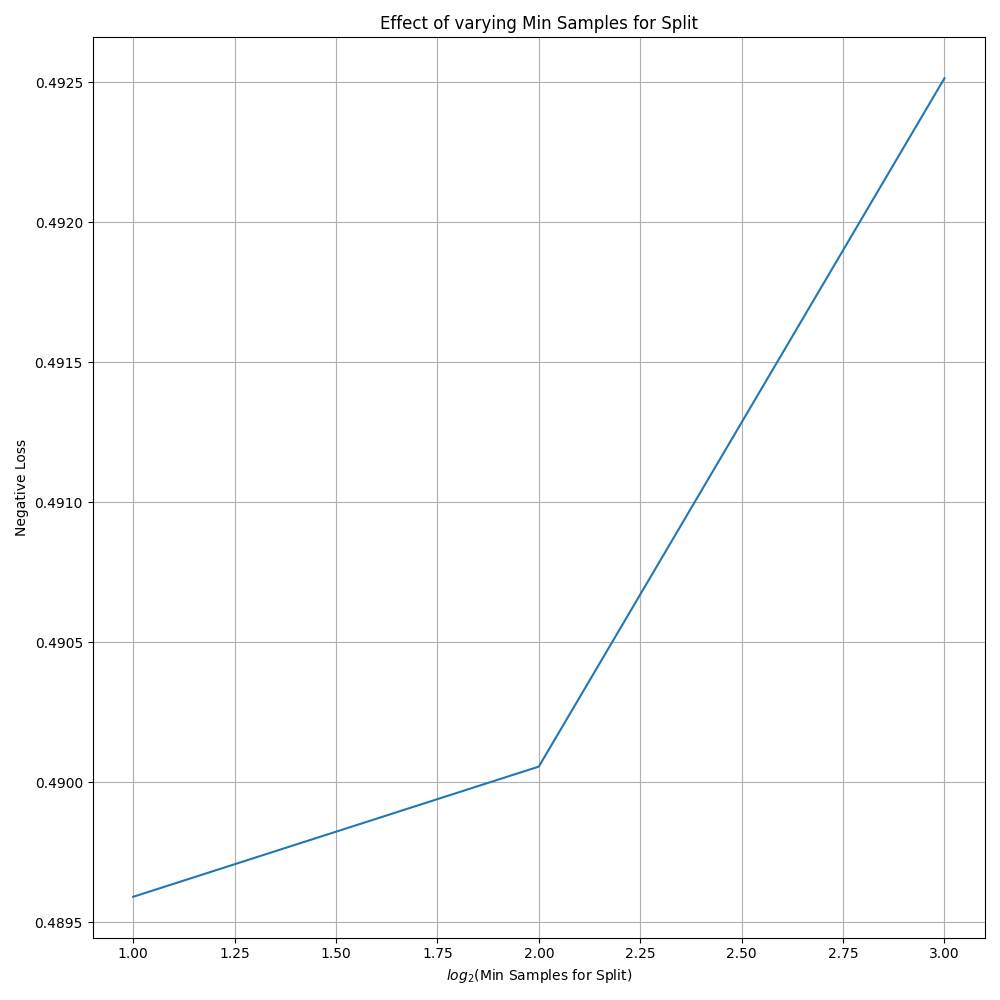 Effect of varying Min Samples for Split
0.4925
0.4920
0.4915
0.4910
0.4905
0.4900
0.4895
Negative Loss
1.00 1.25 1.50 1.75 2.00 2.25 2.50 2.75 3.00
log₂(Min Samples for Split)